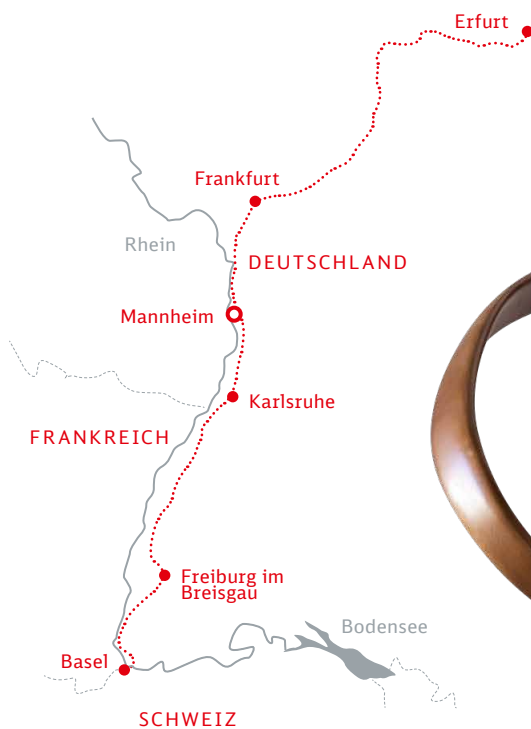 Erfurt
Frankfurt
Rhein
DEUTSCHLAND
Mannheim
Karlsruhe
FRANKREICH
Freiburg im
Breisgau
Bodensee
Basel
SCHWEIZ